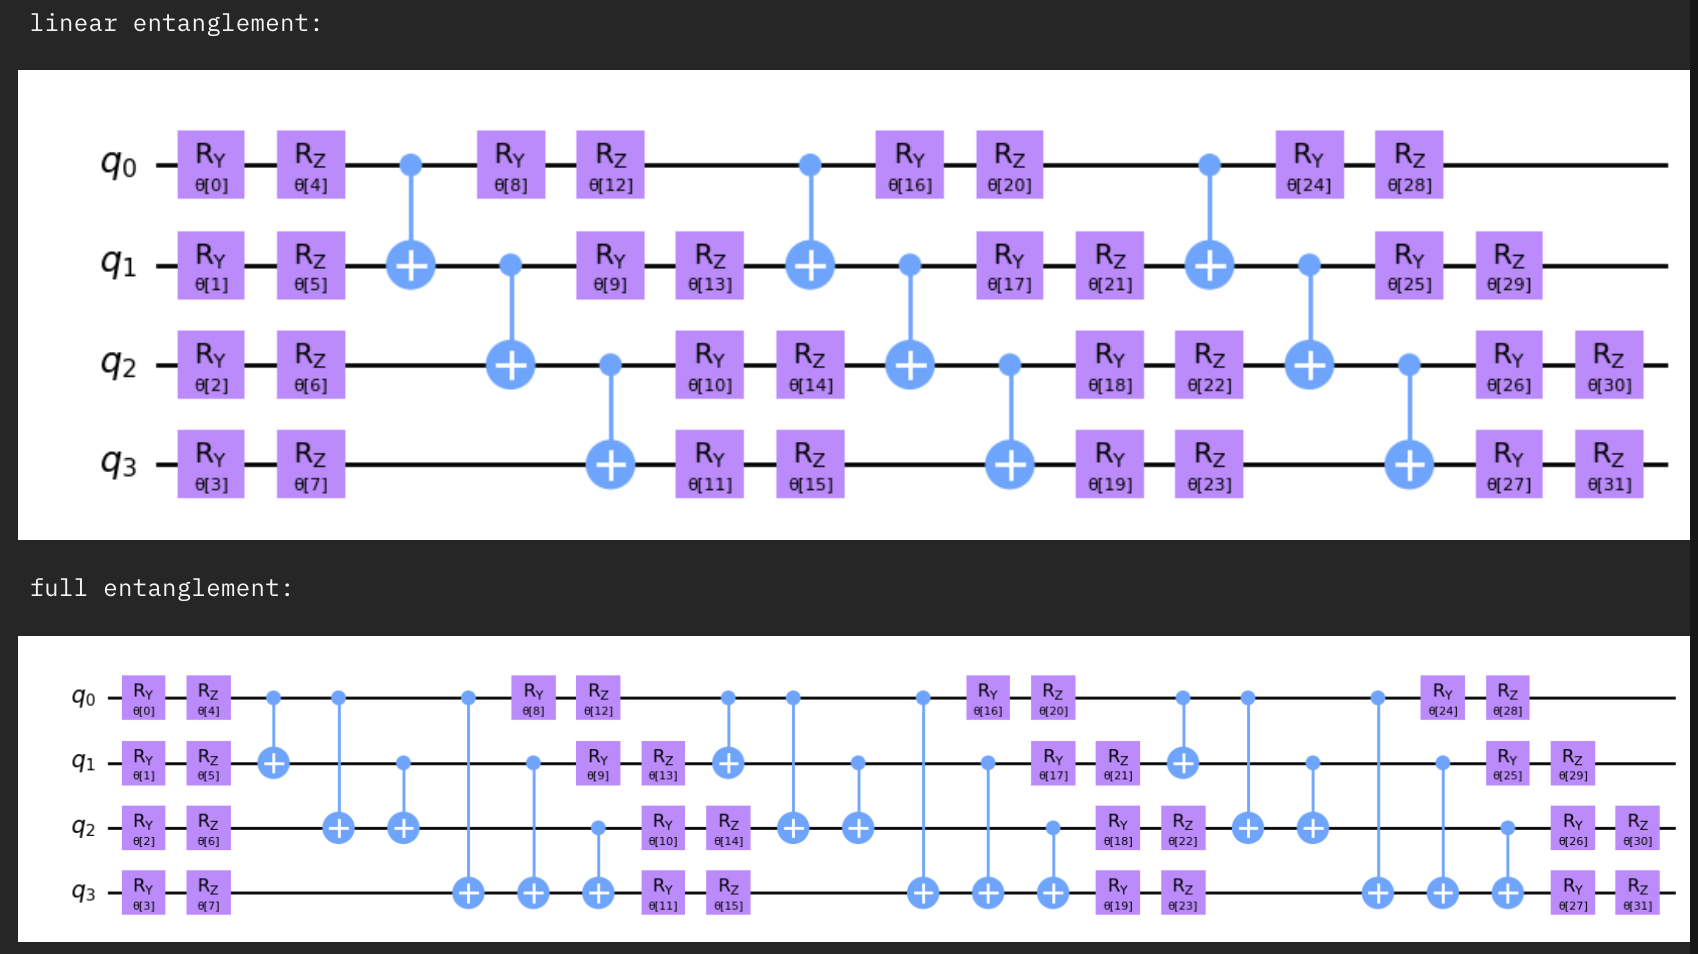 linear entanglement:
q0 RY θ[0] RZ θ[4] RY θ[8] RZ θ[12] RY θ[16] RZ θ[20] RY θ[24] RZ θ[28]
q1 RY θ[1] RZ θ[5] RY θ[9] RZ θ[13] RY θ[17] RZ θ[21] RY θ[25] RZ θ[29]
q2 RY θ[2] RZ θ[6] RY θ[10] RZ θ[14] RY θ[18] RZ θ[22] RY θ[26] RZ θ[30]
q3 RY θ[3] RZ θ[7] RY θ[11] RZ θ[15] RY θ[19] RZ θ[23] RY θ[27] RZ θ[31]
full entanglement:
q0 RY θ[0] RZ θ[4] RY θ[8] RZ θ[12] RY θ[16] RZ θ[20] RY θ[24] RZ θ[28]
q1 RY θ[1] RZ θ[5] RY θ[9] RZ θ[13] RY θ[17] RZ θ[21] RY θ[25] RZ θ[29]
q2 RY θ[2] RZ θ[6] RY θ[10] RZ θ[14] RY θ[18] RZ θ[22] RY θ[26] RZ θ[30]
q3 RY θ[3] RZ θ[7] RY θ[11] RZ θ[15] RY θ[19] RZ θ[23] RY θ[27] RZ θ[31]